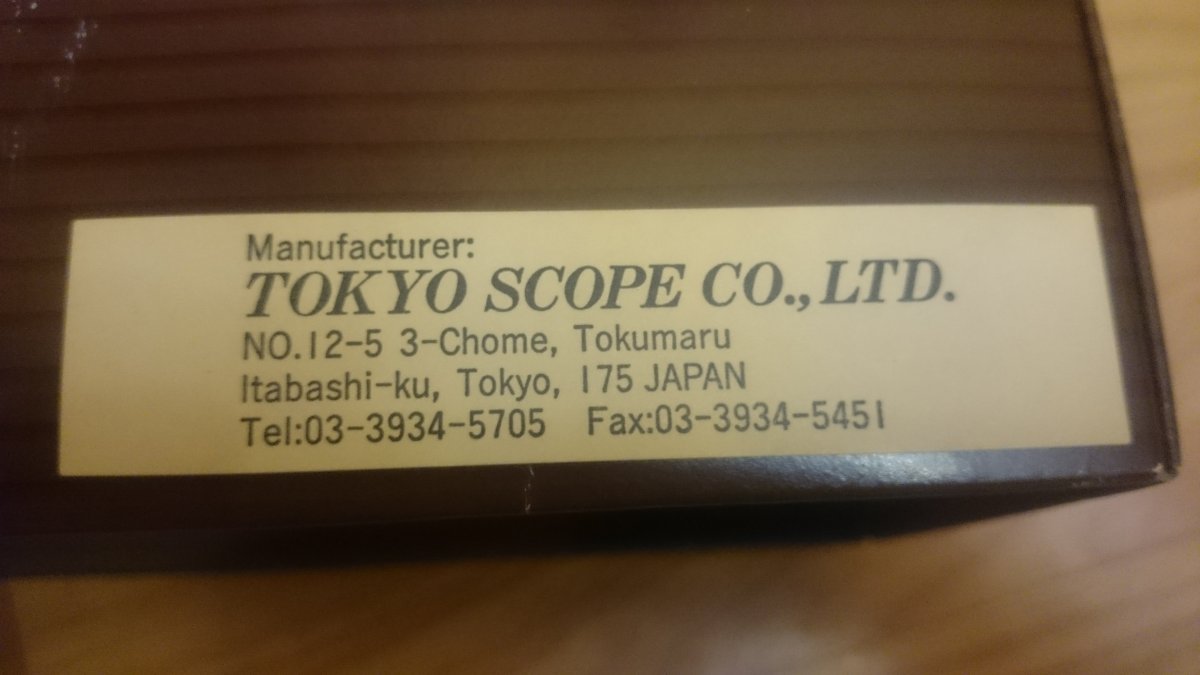 Manufacturer:
TOKYO SCOPE CO., LTD.
NO.12-5 3-Chome, Tokumaru
Itabashi-ku, Tokyo, 175 JAPAN
Tel:03-3934-5705 Fax:03-3934-5451